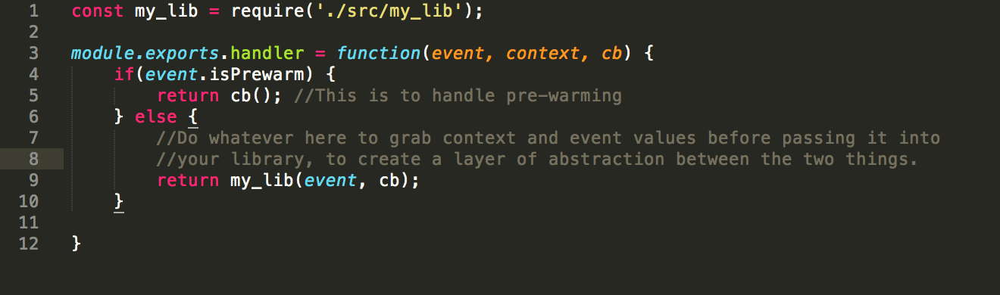 1 const my_lib = require('./src/my_lib');
2
3 module.exports.handler = function(event, context, cb) {
4     if(event.isPrewarm) {
5         return cb(); //This is to handle pre-warming
6     } else {
7         //Do whatever here to grab context and event values before passing it into
8         //your library, to create a layer of abstraction between the two things.
9         return my_lib(event, cb);
10     }
11
12 }